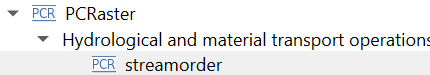 PCR PCRaster
Hydrological and material transport operations
PCR streamorder